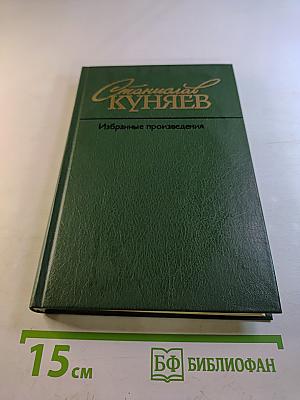 Станислав
КУНЯЕВ
Избранные произведения
15 см
БФ БИБЛИОФАН